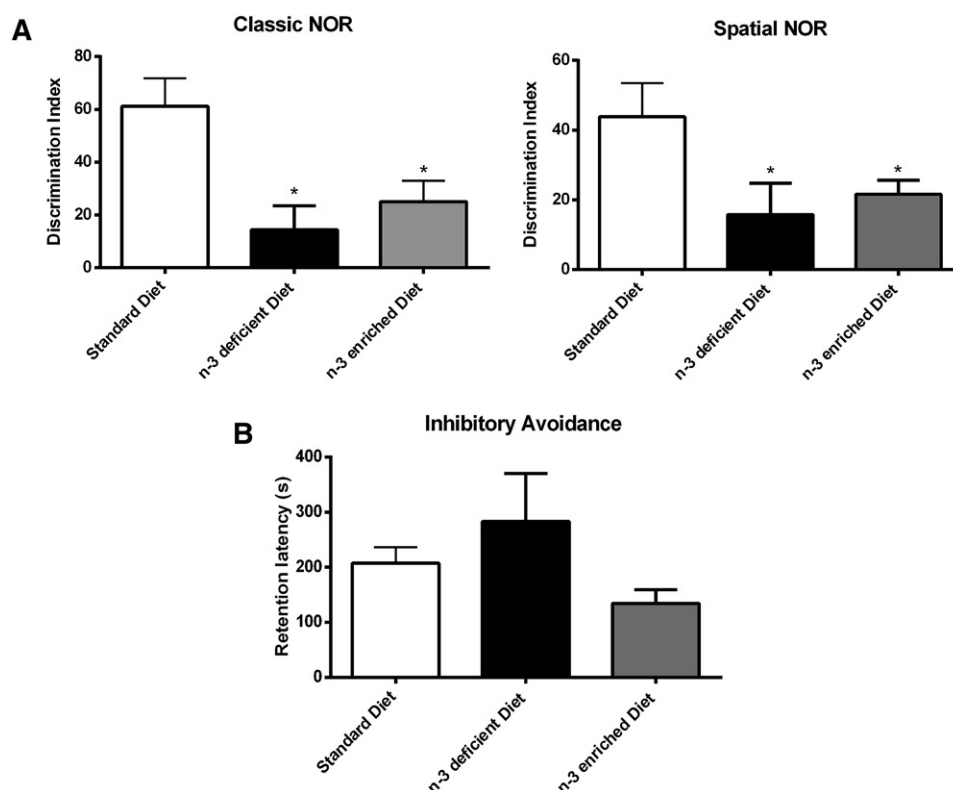 A
Classic NOR
Discrimination Index
80
60
40
20
0
*
*
Standard Diet
n-3 deficient Diet
n-3 enriched Diet
Spatial NOR
Discrimination Index
60
40
20
0
*
*
Standard Diet
n-3 deficient Diet
n-3 enriched Diet
B
Inhibitory Avoidance
Retention latency (s)
400
300
200
100
0
Standard Diet
n-3 deficient Diet
n-3 enriched Diet